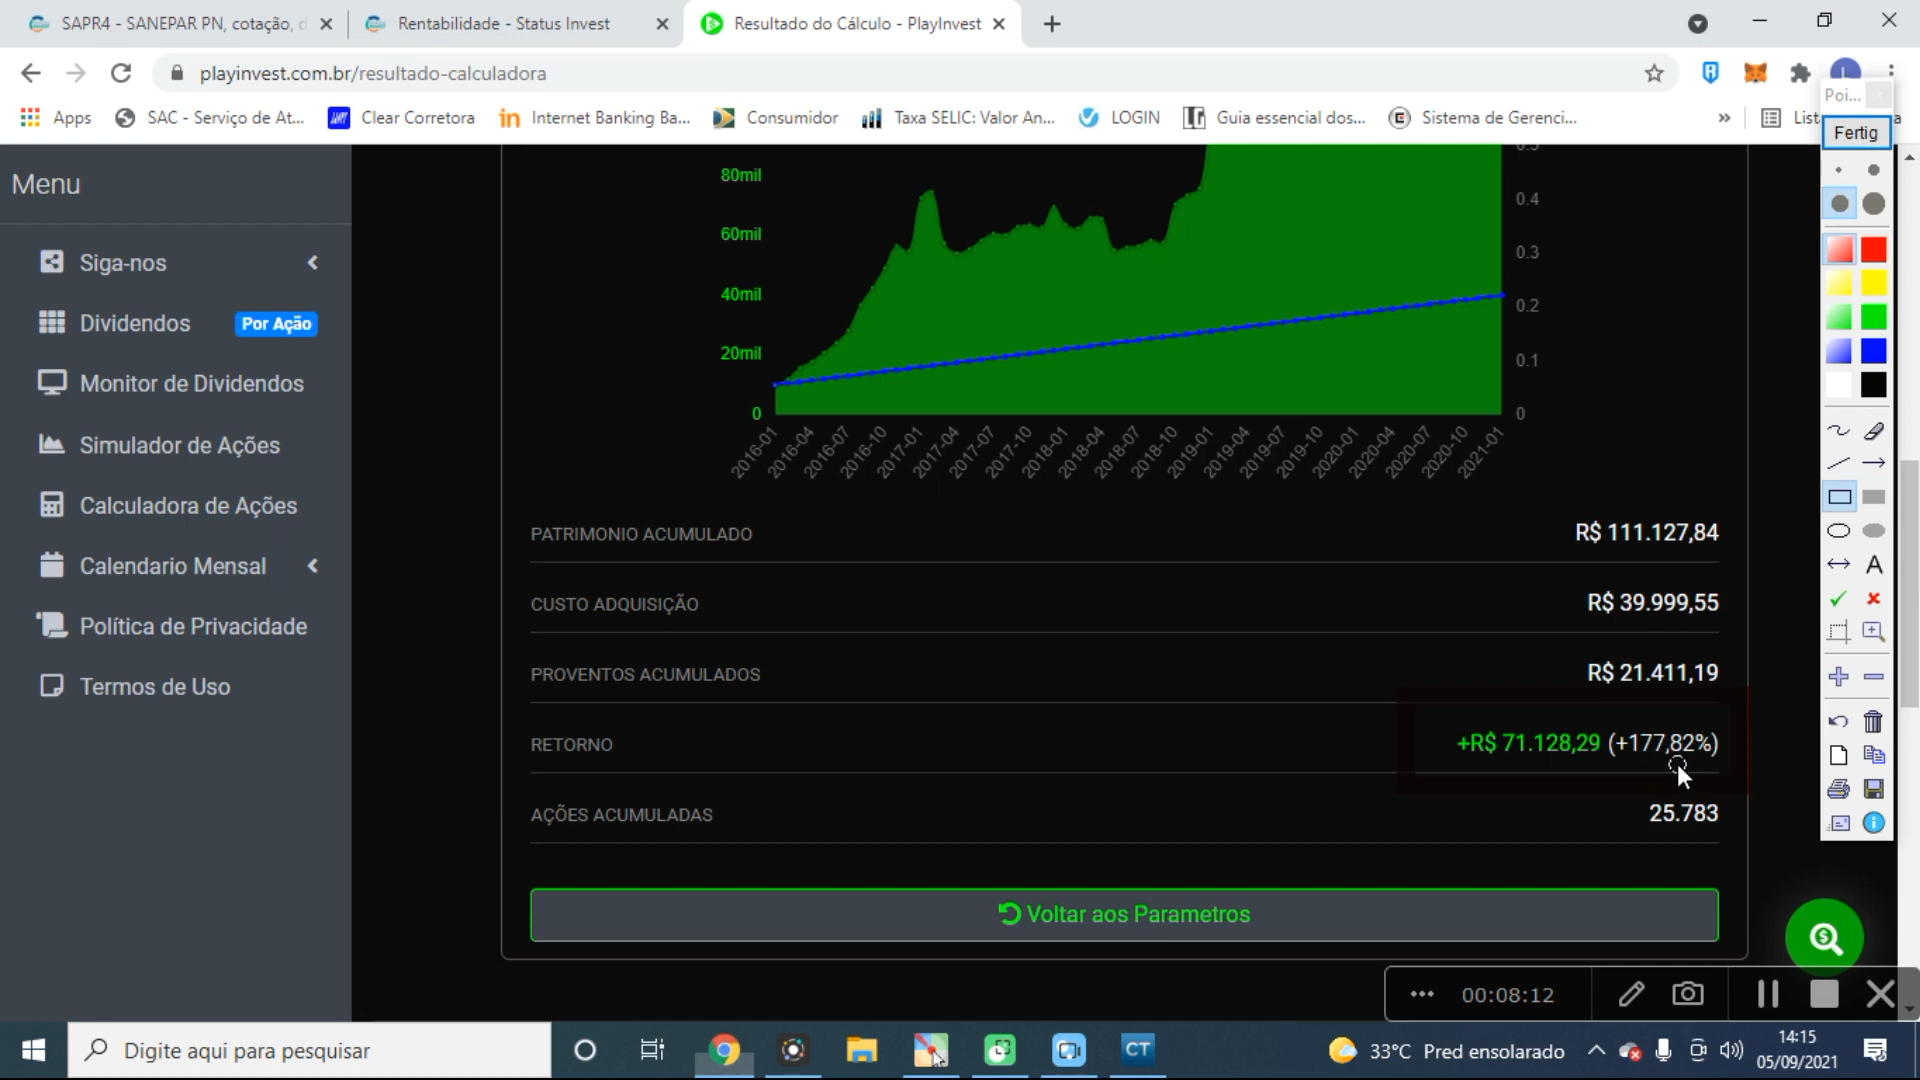 SAPR4 - SANEPAR PN, cotação, d
Rentabilidade - Status Invest
Resultado do Cálculo - PlayInvest
playinvest.com.br/resultado-calculadora
Poi...
Apps
SAC - Serviço de At...
Clear Corretora
Internet Banking Ba...
Consumidor
Taxa SELIC: Valor An...
LOGIN
Guia essencial dos...
Sistema de Gerenci...
»
Fertig
Menu
Siga-nos
Dividendos
Por Ação
Monitor de Dividendos
Simulador de Ações
Calculadora de Ações
Calendario Mensal
Política de Privacidade
Termos de Uso
80mil
60mil
40mil
20mil
0
0.4
0.3
0.2
0.1
0
2016-01
2016-04
2016-07
2016-10
2017-01
2017-04
2017-07
2017-10
2018-01
2018-04
2018-07
2018-10
2019-01
2019-04
2019-07
2019-10
2020-01
2020-04
2020-07
2020-10
2021-01
PATRIMONIO ACUMULADO
R$ 111.127,84
CUSTO ADQUISIÇÃO
R$ 39.999,55
PROVENTOS ACUMULADOS
R$ 21.411,19
RETORNO
+R$ 71.128,29 (+177,82%)
AÇÕES ACUMULADAS
25.783
Voltar aos Parametros
00:08:12
Digite aqui para pesquisar
CT
33°C Pred ensolarado
14:15
05/09/2021